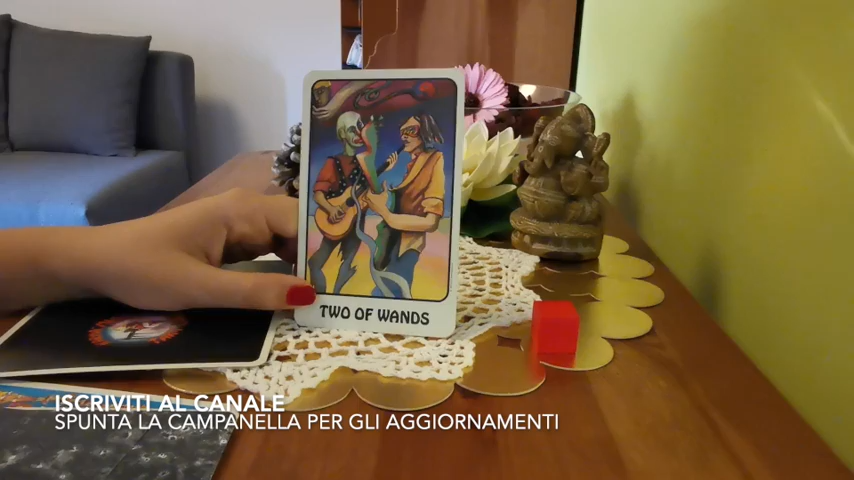 TWO OF WANDS
ISCRIVITI AL CANALE
SPUNTA LA CAMPANELLA PER GLI AGGIORNAMENTI